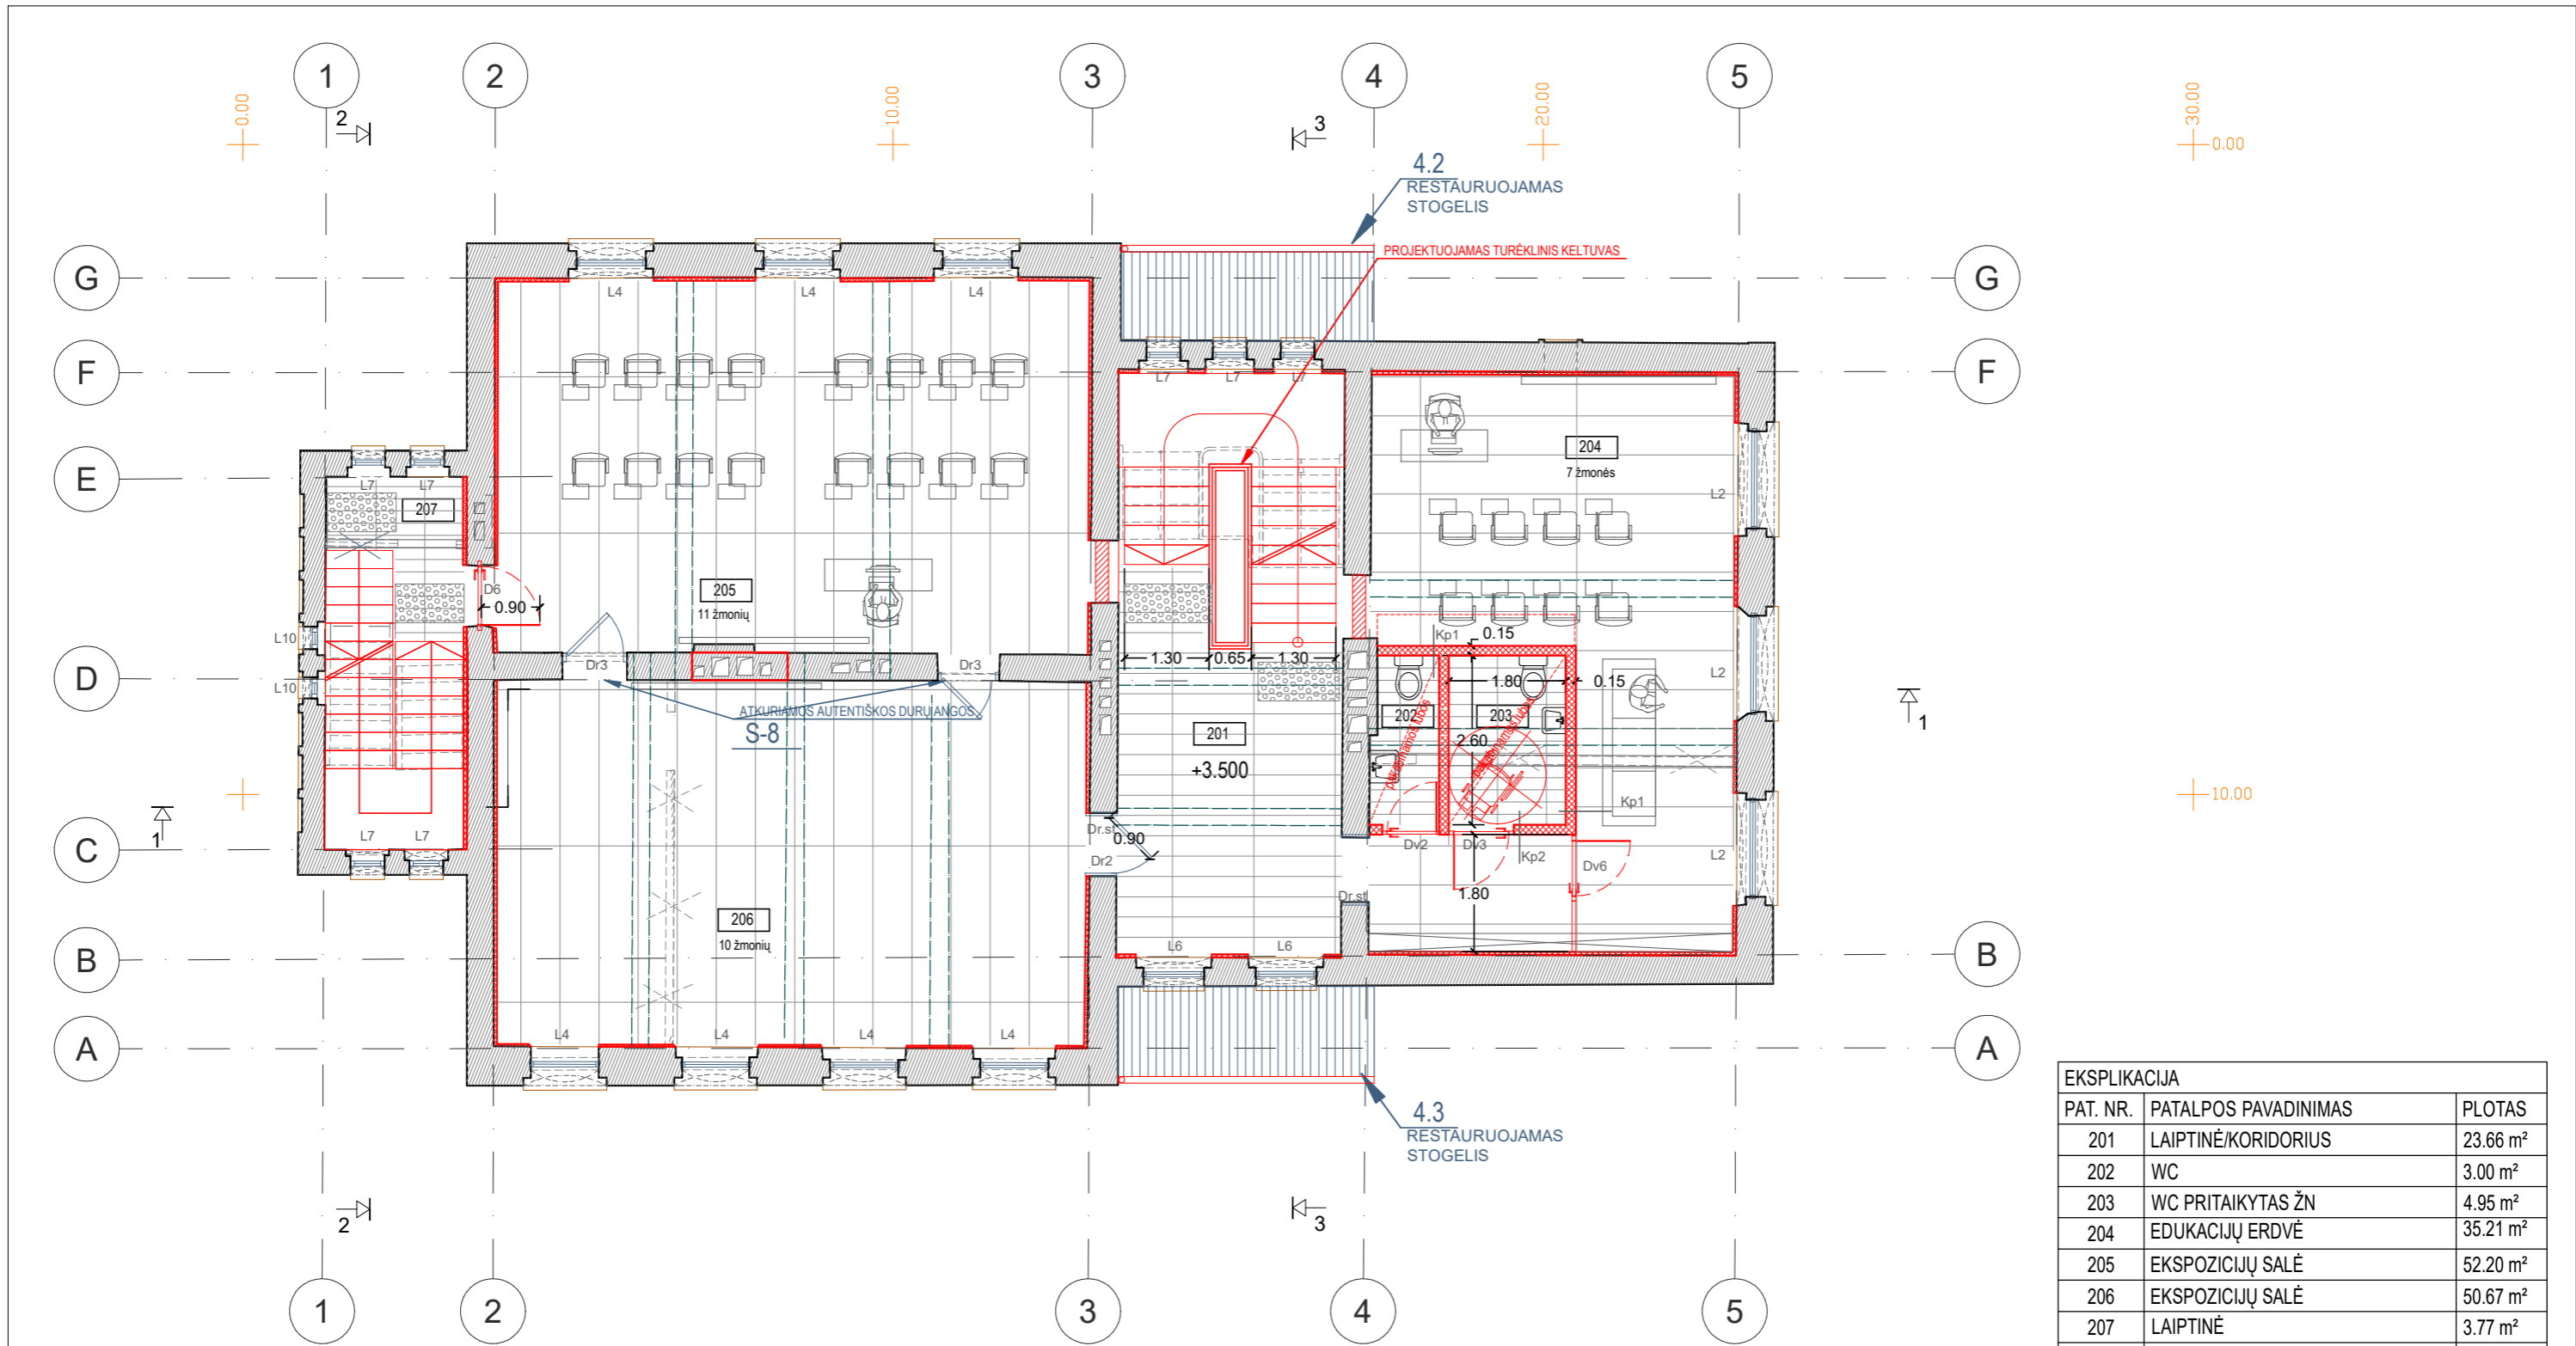 1
2
3
4
5
0.00
10.00
20.00
30.00
0.00
2
3
4.2
RESTAURUOJAMAS
STOGELIS
PROJEKTUOJAMAS TURĖKLINIS KELTUVAS
G
G
L4
L4
L4
F
F
L7
L7
L7
E
204
7 žmonės
L7
L7
L2
207
D6
0.90
205
11 žmonių
L10
Kp1
0.15
Dr3
Dr3
1.30
0.65
1.30
D
L10
1.80
0.15
L2
ATKURIAMOS AUTENTIŠKOS DURŲ ANGOS
S-8
202
203
pakabinamos lubos
pakabinamos lubos
201
+3.500
2.60
1
1
Kp1
10.00
C
L7
L7
Dr.st
0.90
Dr2
Dv2
Dv3
Kp2
Dv6
L2
Dr.st
1.80
206
10 žmonių
L6
L6
B
B
L4
L4
L4
L4
A
A
4.3
RESTAURUOJAMAS
STOGELIS
2
3
1
2
3
4
5
EKSPLIKACIJA
PAT. NR. PATALPOS PAVADINIMAS PLOTAS
201 LAIPTINĖ/KORIDORIUS 23.66 m²
202 WC 3.00 m²
203 WC PRITAIKYTAS ŽN 4.95 m²
204 EDUKACIJŲ ERDVĖ 35.21 m²
205 EKSPOZICIJŲ SALĖ 52.20 m²
206 EKSPOZICIJŲ SALĖ 50.67 m²
207 LAIPTINĖ 3.77 m²